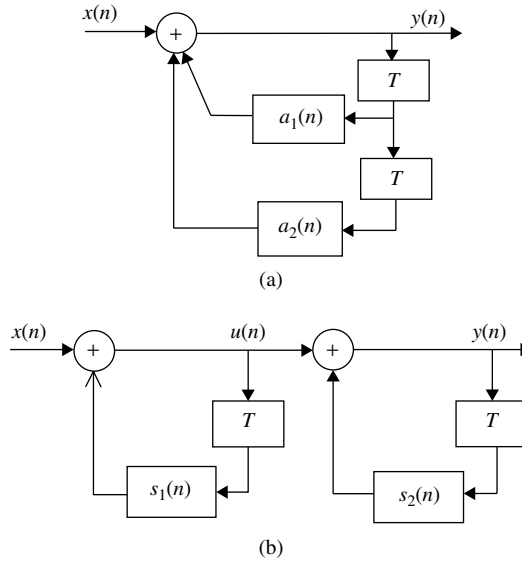 x(n) + y(n)
T
a₁(n)
T
a₂(n)
(a)
x(n) + u(n) + y(n)
T T
s₁(n) s₂(n)
(b)